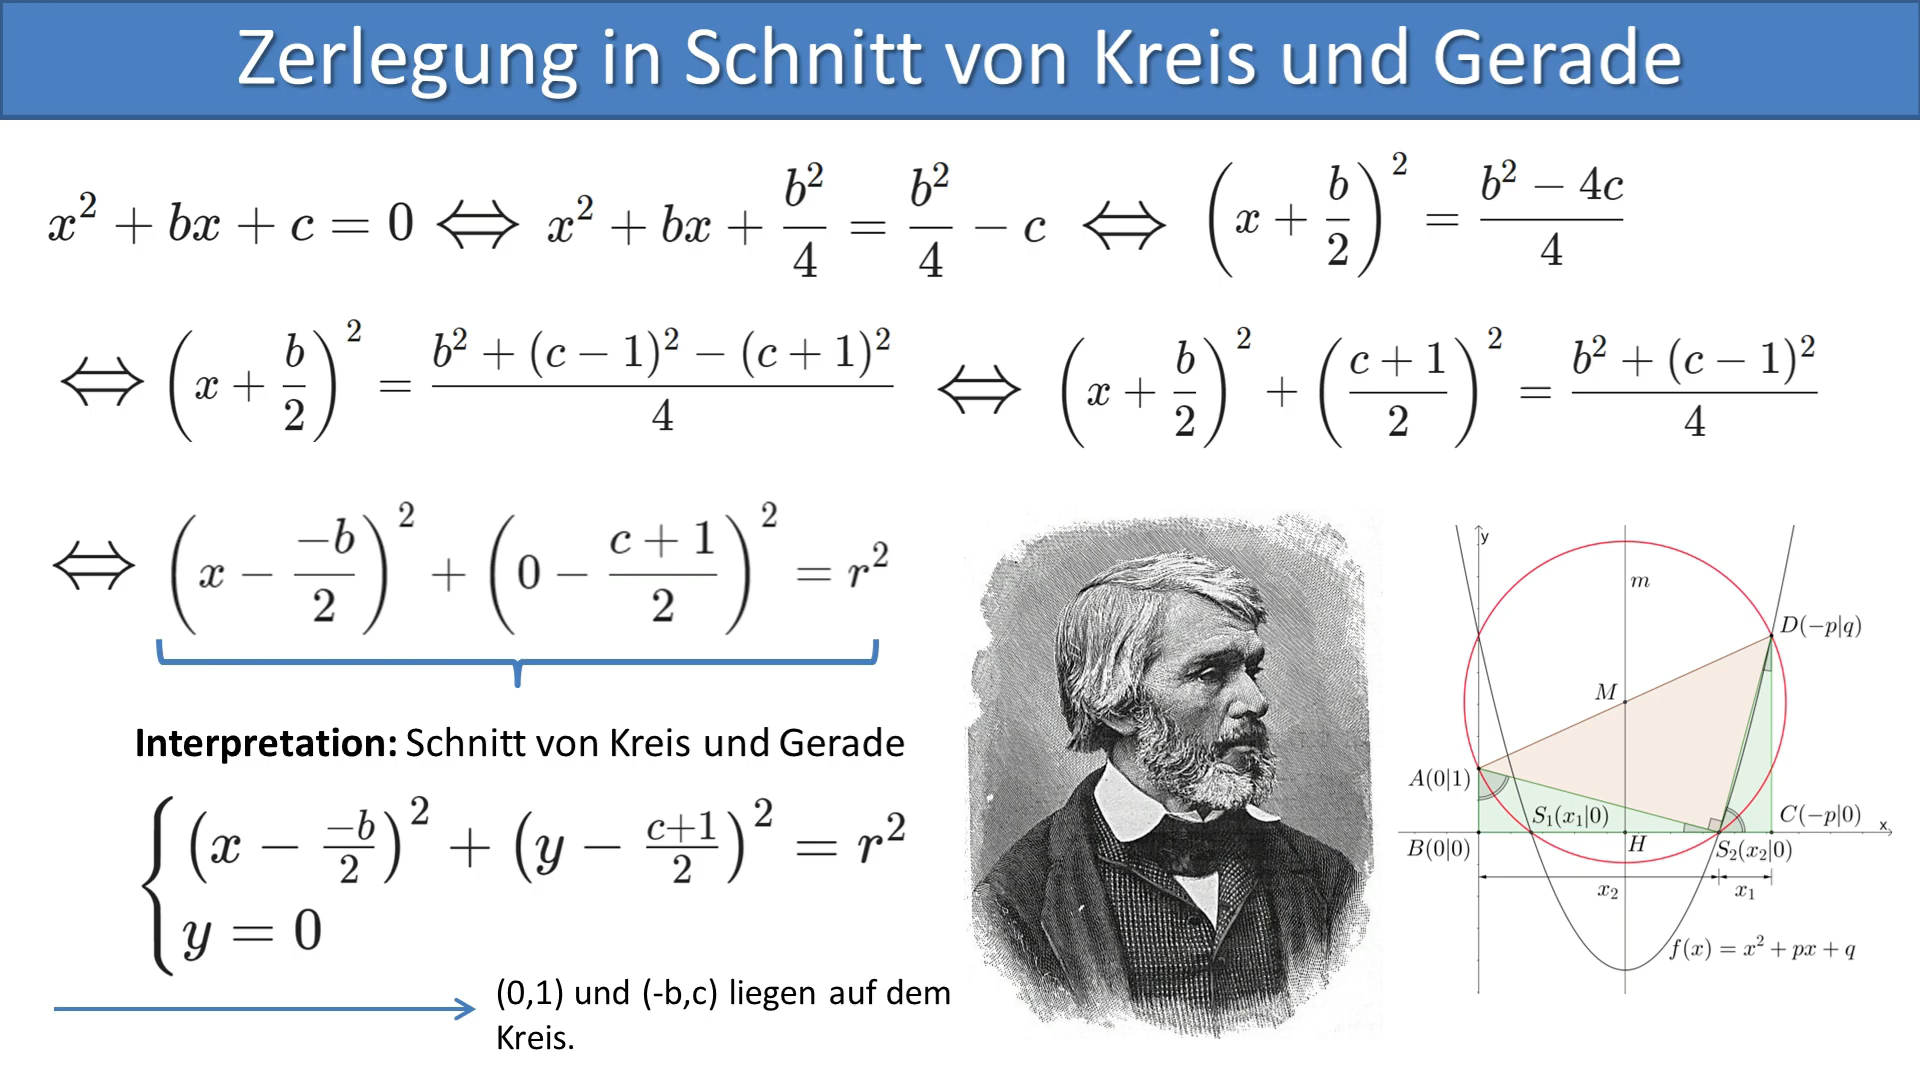 Zerlegung in Schnitt von Kreis und Gerade
x² + bx + c = 0 ⟺ x² + bx + b²/4 = b²/4 − c ⟺ (x + b/2)² = (b² − 4c)/4
⟺ (x + b/2)² = (b² + (c − 1)² − (c + 1)²)/4 ⟺ (x + b/2)² + ((c + 1)/2)² = (b² + (c − 1)²)/4
⟺ (x − (−b)/2)² + (0 − (c + 1)/2)² = r²
Interpretation: Schnitt von Kreis und Gerade
{ (x − (−b)/2)² + (y − (c+1)/2)² = r²
y = 0
(0,1) und (-b,c) liegen auf dem
Kreis.
y
m
D(−p|q)
M
A(0|1)
S₁(x₁|0)
C(−p|0)
x
B(0|0)
H
S₂(x₂|0)
x₂
x₁
f(x) = x² + px + q